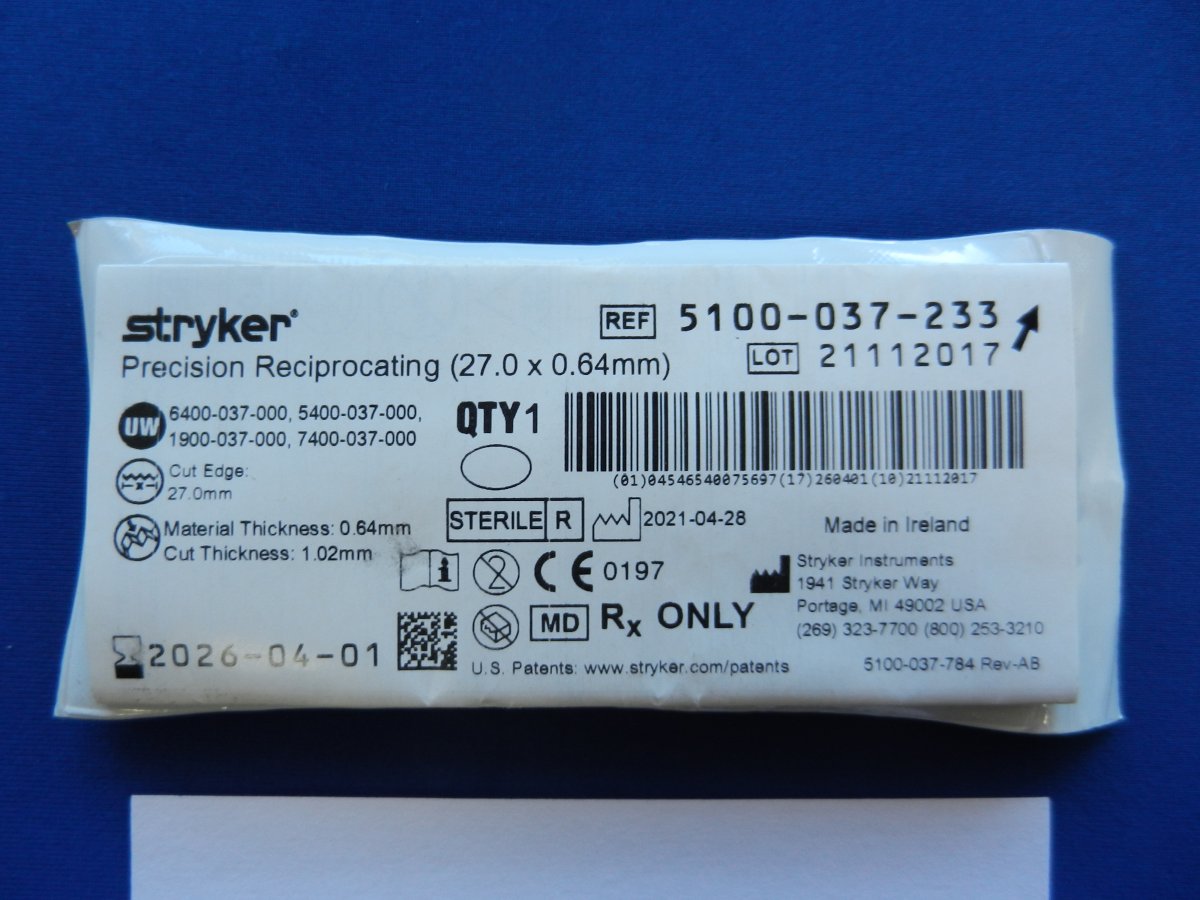 stryker®
Precision Reciprocating (27.0 x 0.64mm)
REF 5100-037-233
LOT 21112017
UW 6400-037-000, 5400-037-000,
1900-037-000, 7400-037-000
QTY 1
(01)04546540075697(17)260401(10)21112017
Cut Edge:
27.0mm
Material Thickness: 0.64mm
Cut Thickness: 1.02mm
STERILE R
2021-04-28
Made in Ireland
2
CE 0197
MD
Rx ONLY
Stryker Instruments
1941 Stryker Way
Portage, MI 49002 USA
(269) 323-7700 (800) 253-3210
2026-04-01
U.S. Patents: www.stryker.com/patents
5100-037-784 Rev-AB